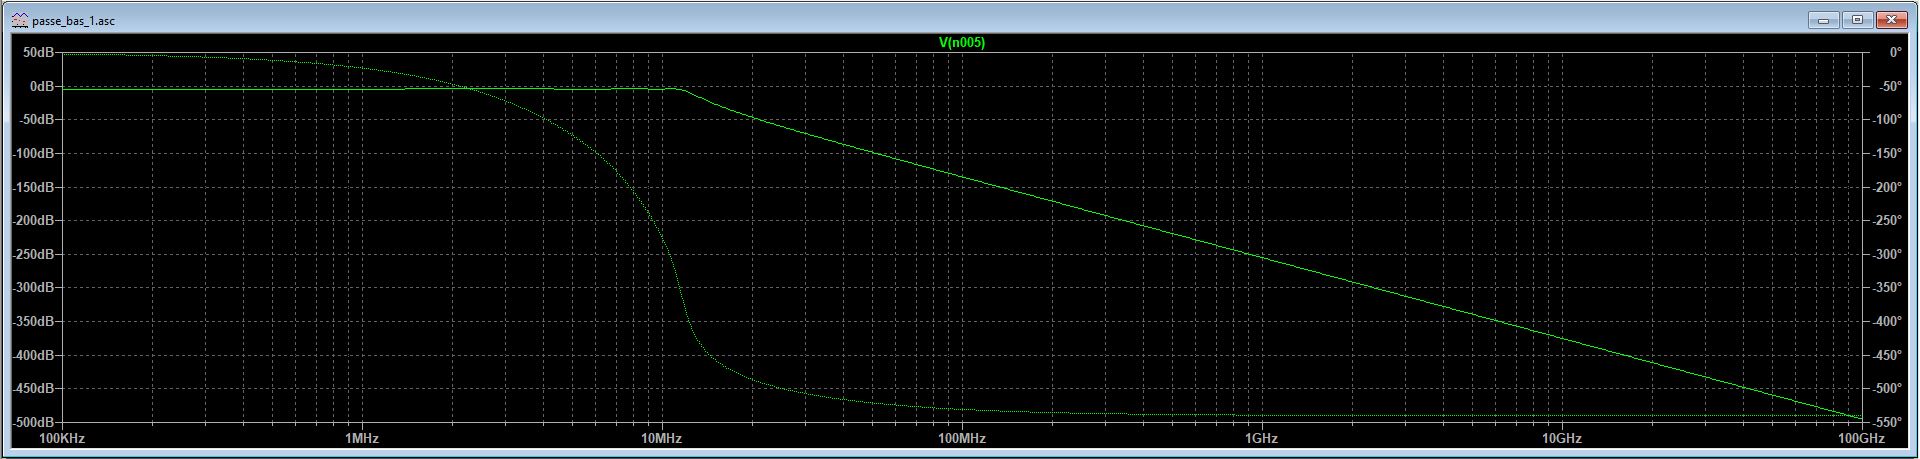 passe_bas_1.asc
V(n005)
50dB 0°
0dB -50°
-50dB -100°
-100dB -150°
-150dB -200°
-200dB -250°
-250dB -300°
-300dB -350°
-350dB -400°
-400dB -450°
-450dB -500°
-500dB -550°
100KHz 1MHz 10MHz 100MHz 1GHz 10GHz 100GHz